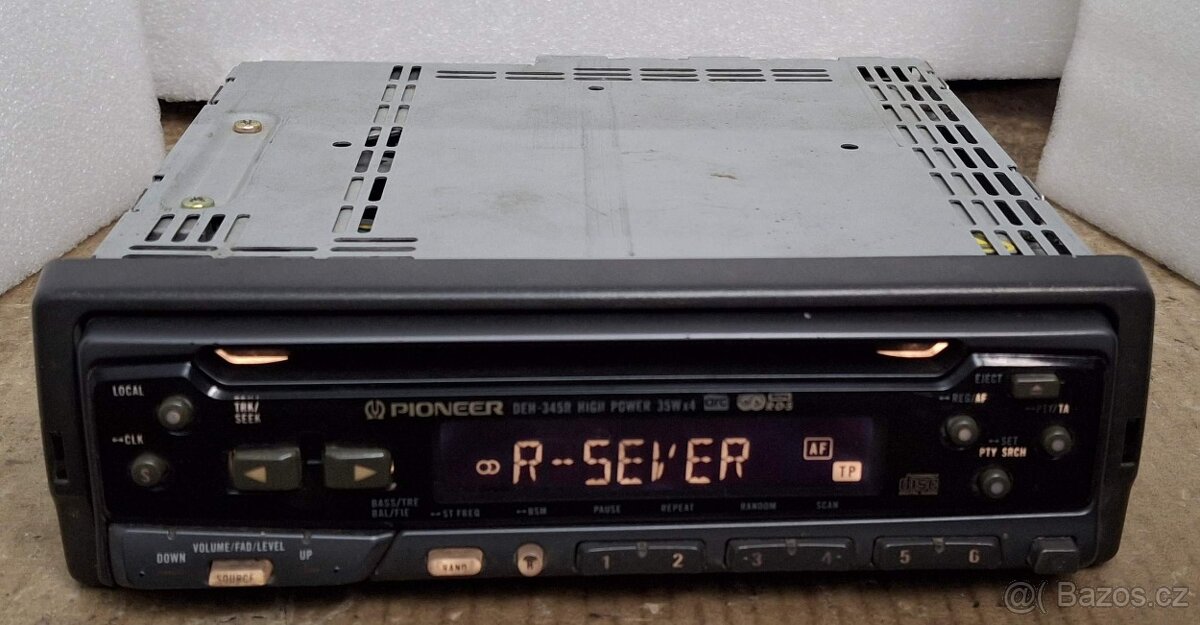 LOCAL
TRK/
SEEK
CLK
S
PIONEER DEH-345R HIGH POWER 35Wx4
R-SEVER
AF
TP
EJECT
REG/AF
PTY/TA
SET
PTY SRCH
disc
BASS/TRE
BAL/FIE
ST FREQ
BSM
PAUSE
REPEAT
RANDOM
SCAN
VOLUME/FAD/LEVEL
DOWN
UP
SOURCE
BAND
1 2
3 4
5 6
@( Bazos.cz